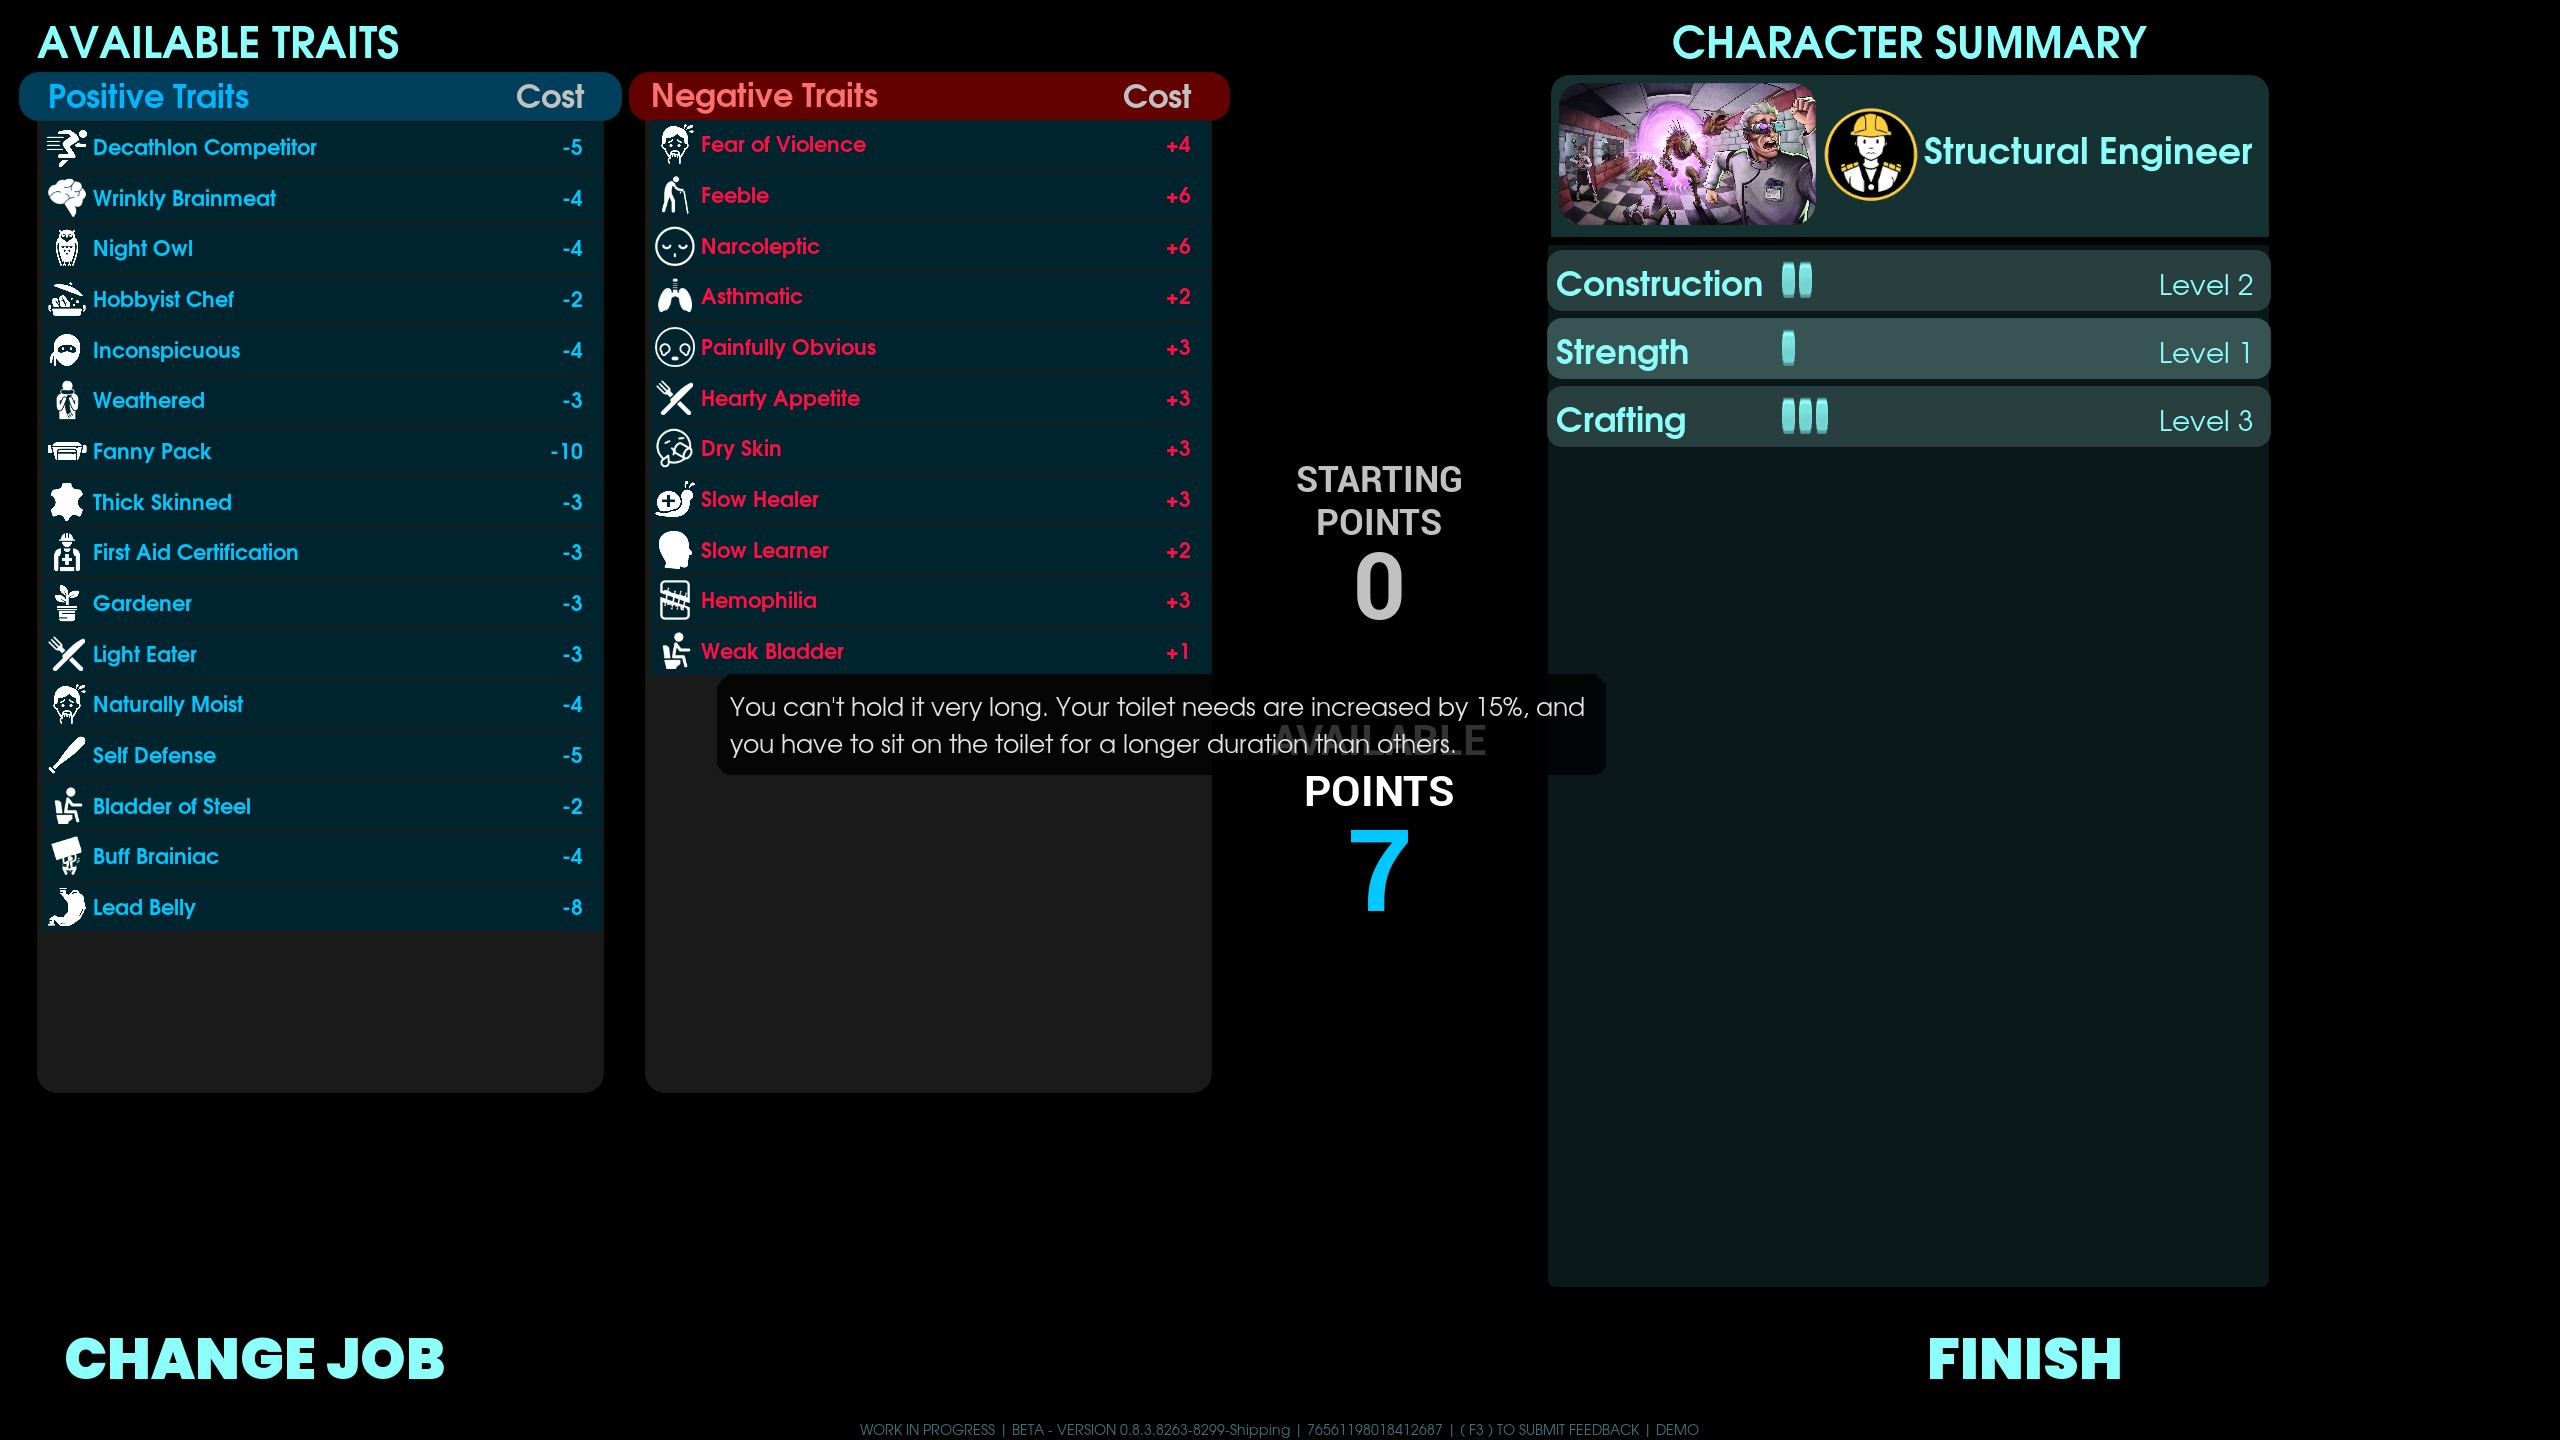 AVAILABLE TRAITS
Positive Traits Cost
Decathlon Competitor -5
Wrinkly Brainmeat -4
Night Owl -4
Hobbyist Chef -2
Inconspicuous -4
Weathered -3
Fanny Pack -10
Thick Skinned -3
First Aid Certification -3
Gardener -3
Light Eater -3
Naturally Moist -4
Self Defense -5
Bladder of Steel -2
Buff Brainiac -4
Lead Belly -8
Negative Traits Cost
Fear of Violence +4
Feeble +6
Narcoleptic +6
Asthmatic +2
Painfully Obvious +3
Hearty Appetite +3
Dry Skin +3
Slow Healer +3
Slow Learner +2
Hemophilia +3
Weak Bladder +1
You can't hold it very long. Your toilet needs are increased by 15%, and
you have to sit on the toilet for a longer duration than others.
STARTING
POINTS
0
AVAILABLE
POINTS
7
CHARACTER SUMMARY
Structural Engineer
Construction Level 2
Strength Level 1
Crafting Level 3
CHANGE JOB
FINISH
WORK IN PROGRESS | BETA - VERSION 0.8.3.8263-8299-Shipping | 76561198018412687 | ( F3 ) TO SUBMIT FEEDBACK | DEMO